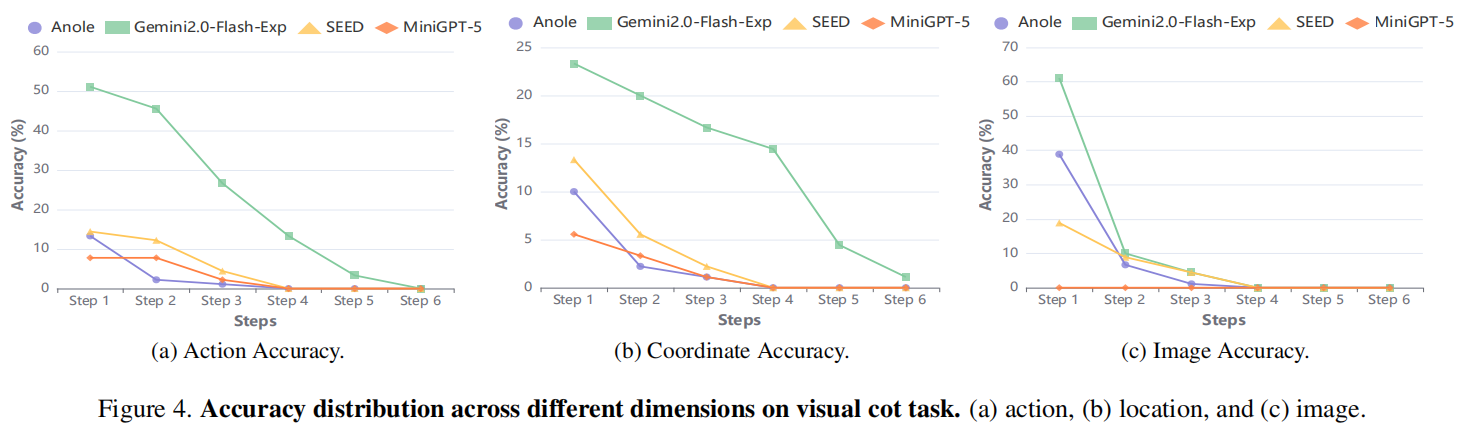 Anole Gemini2.0-Flash-Exp SEED MiniGPT-5
60
50
40
30
20
10
0
Accuracy (%)
Step 1 Step 2 Step 3 Step 4 Step 5 Step 6
Steps
(a) Action Accuracy.
Anole Gemini2.0-Flash-Exp SEED MiniGPT-5
25
20
15
10
5
0
Accuracy (%)
Step 1 Step 2 Step 3 Step 4 Step 5 Step 6
Steps
(b) Coordinate Accuracy.
Anole Gemini2.0-Flash-Exp SEED MiniGPT-5
70
60
50
40
30
20
10
0
Accuracy (%)
Step 1 Step 2 Step 3 Step 4 Step 5 Step 6
Steps
(c) Image Accuracy.
Figure 4. Accuracy distribution across different dimensions on visual cot task. (a) action, (b) location, and (c) image.